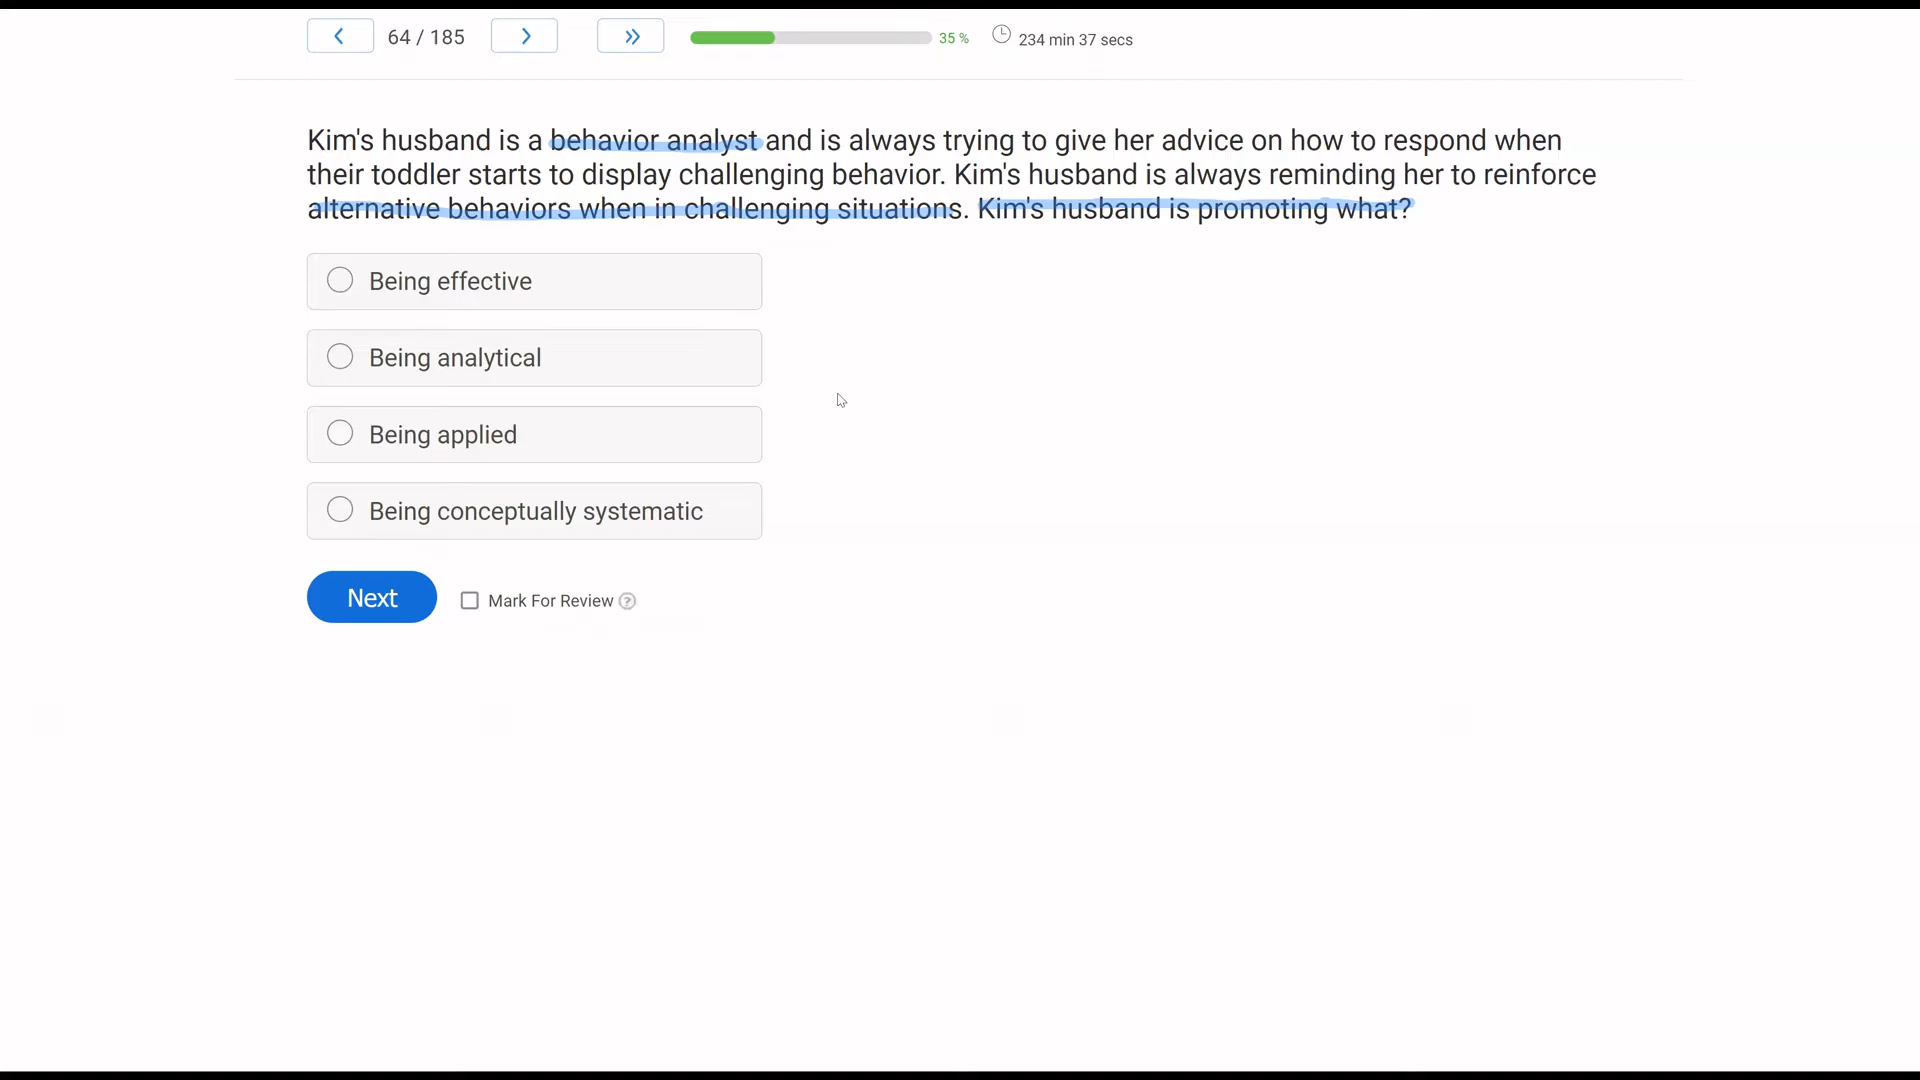 64 / 185
35 %
234 min 37 secs
Kim's husband is a behavior analyst and is always trying to give her advice on how to respond when
their toddler starts to display challenging behavior. Kim's husband is always reminding her to reinforce
alternative behaviors when in challenging situations. Kim's husband is promoting what?
Being effective
Being analytical
Being applied
Being conceptually systematic
Next
Mark For Review ?